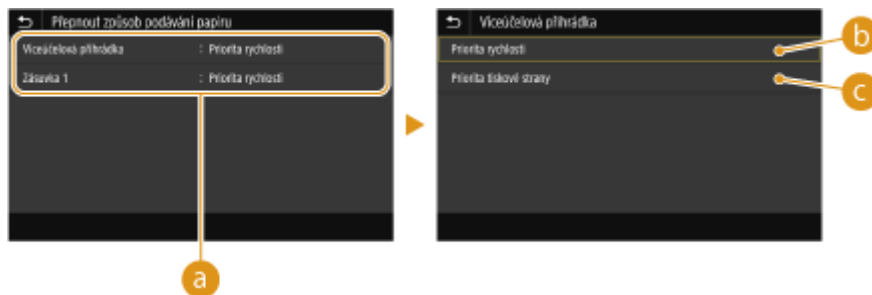 Přepnout způsob podávání papíru
Víceúčelová přihrádka : Priorita rychlosti
Zásuvka 1 : Priorita rychlosti
a
Víceúčelová přihrádka
Priorita rychlosti
b
Priorita tiskové strany
c